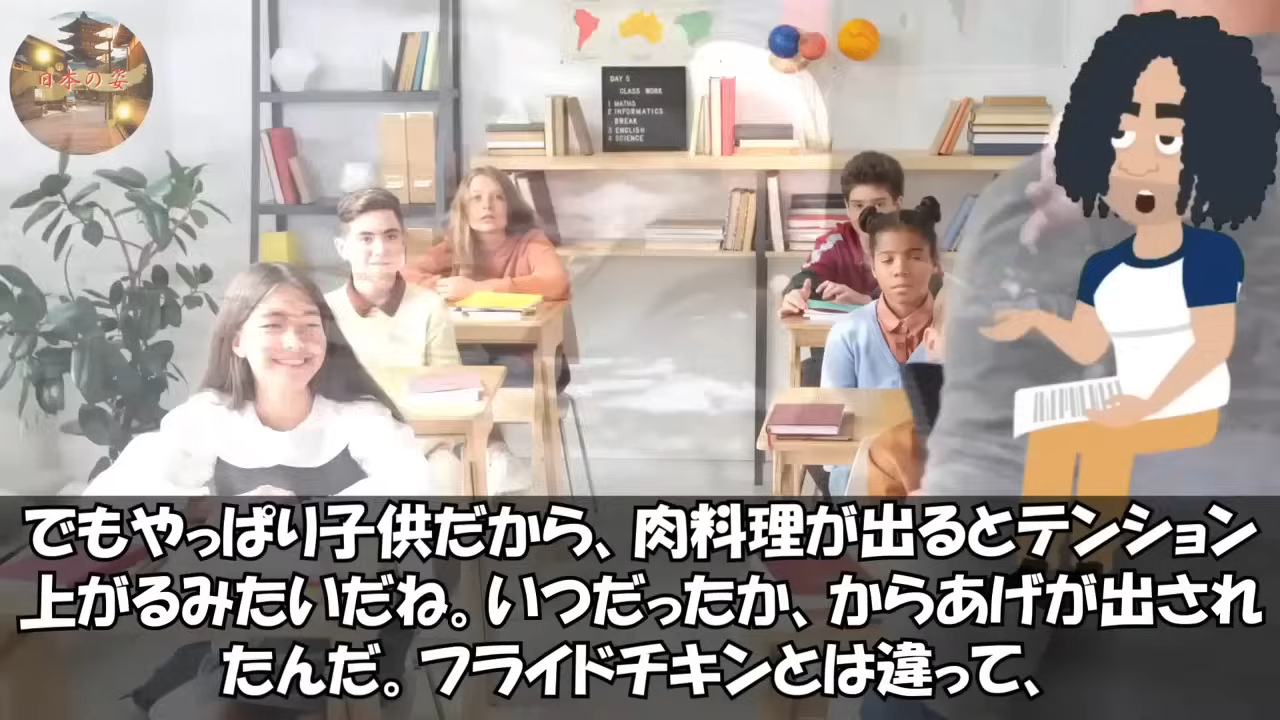 日本の姿
DAY 5
CLASS WORK
1 MATHS
2 INFORMATICS
BREAK
3 ENGLISH
4 SCIENCE
でもやっぱり子供だから、肉料理が出るとテンション
上がるみたいだね。いつだったか、からあげが出され
たんだ。フライドチキンとは違って、